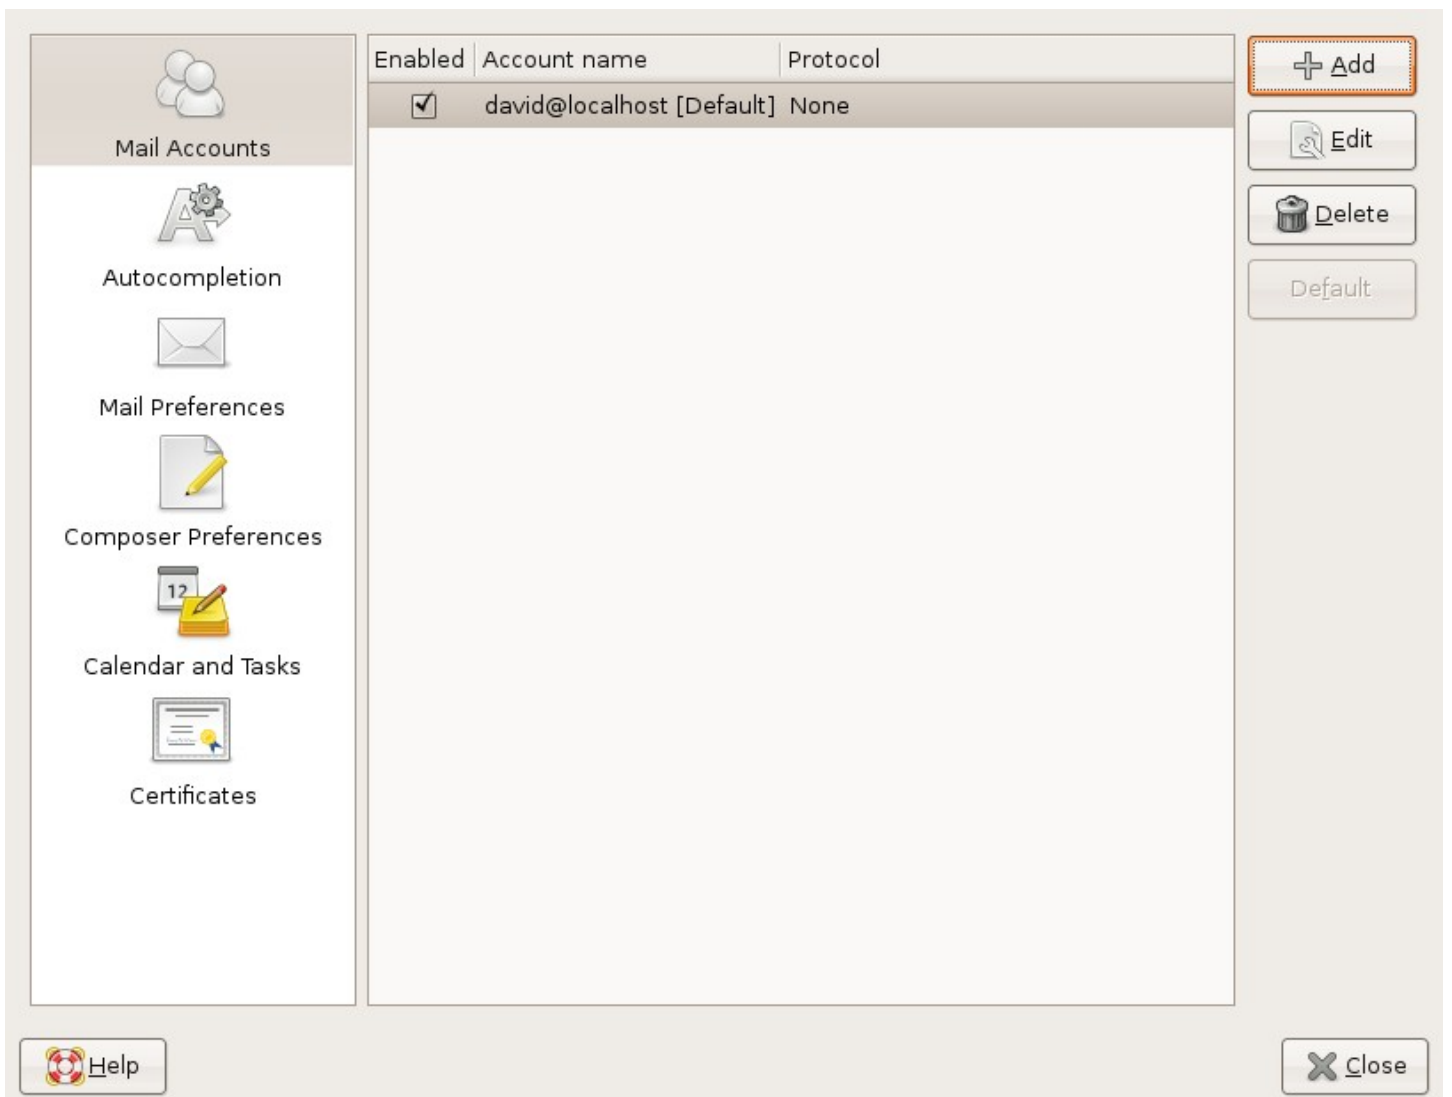 Mail Accounts
Autocompletion
Mail Preferences
Composer Preferences
12
Calendar and Tasks
Certificates
Enabled Account name Protocol
david@localhost [Default] None
Add
Edit
Delete
Default
Help
Close